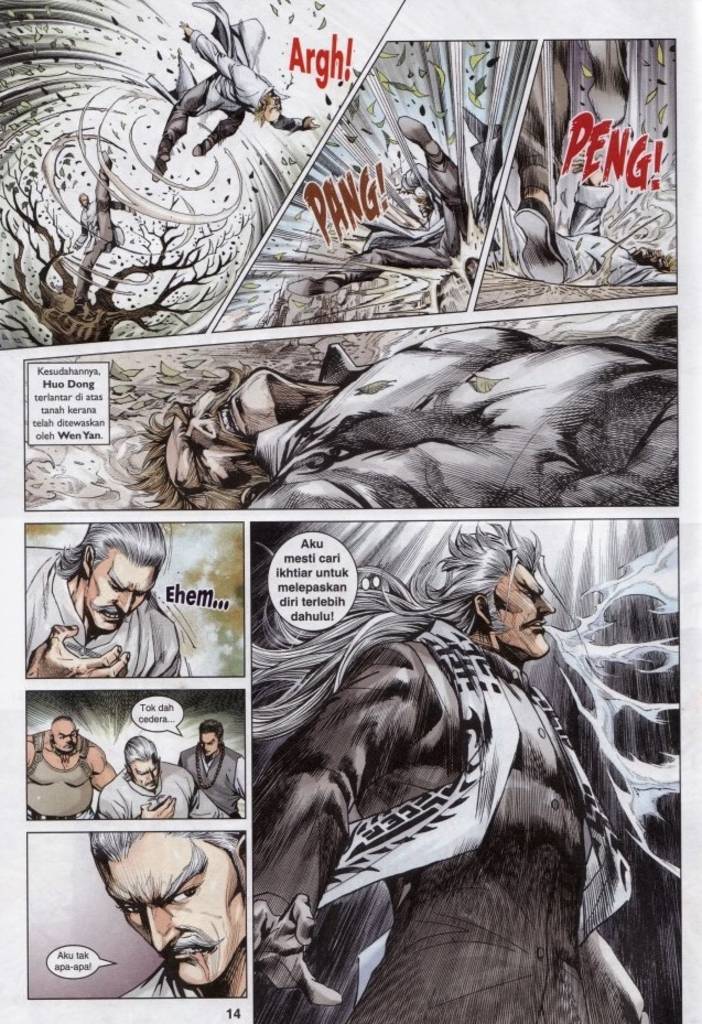 Argh!
PANG!
PENG!
Kesudahannya,
Huo Dong
terlantar di atas
tanah kerana
telah ditewaskan
oleh Wen Yan.
Ehem...
Tok dah
cedera...
Aku tak
apa-apa!
Aku
mesti cari
ikhtiar untuk
melepaskan
diri terlebih
dahulu!
14